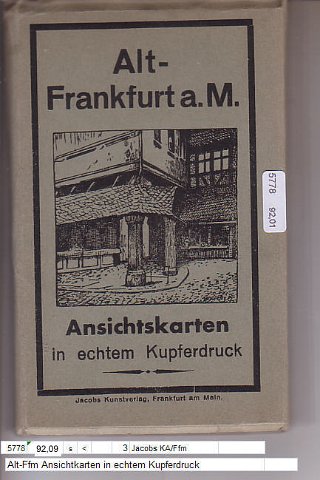 Alt-
Frankfurt a. M.
5778 92,01
Ansichtskarten
in echtem Kupferdruck
Jacobs Kunstverlag, Frankfurt am Main.
5778 92,09 s < 3 Jacobs KA/Ffm
Alt-Ffm Ansichtkarten in echtem Kupferdruck